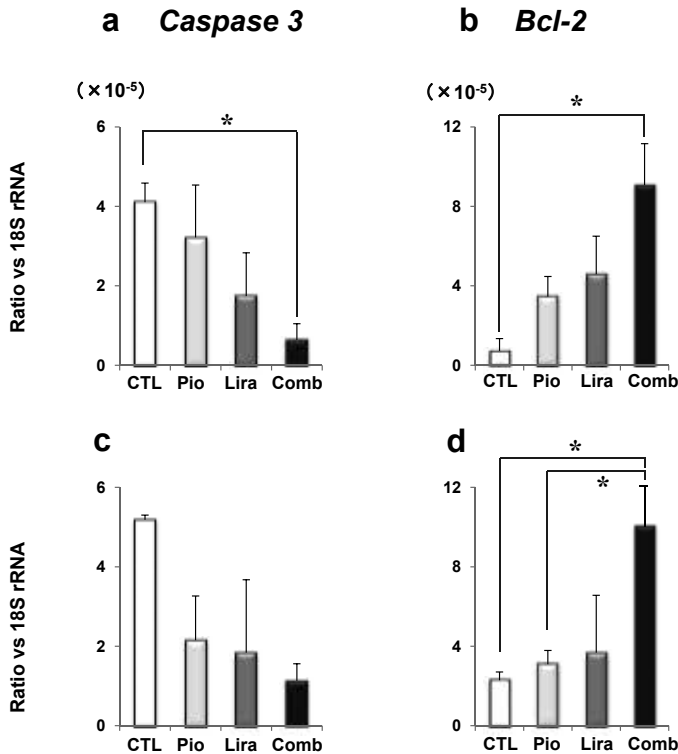 a Caspase 3
b Bcl-2
(×10-5)
(×10-5)
Ratio vs 18S rRNA
6
4
2
0
*
CTL Pio Lira Comb
12
8
4
0
*
CTL Pio Lira Comb
c
d
Ratio vs 18S rRNA
6
4
2
0
CTL Pio Lira Comb
12
8
4
0
*
*
CTL Pio Lira Comb